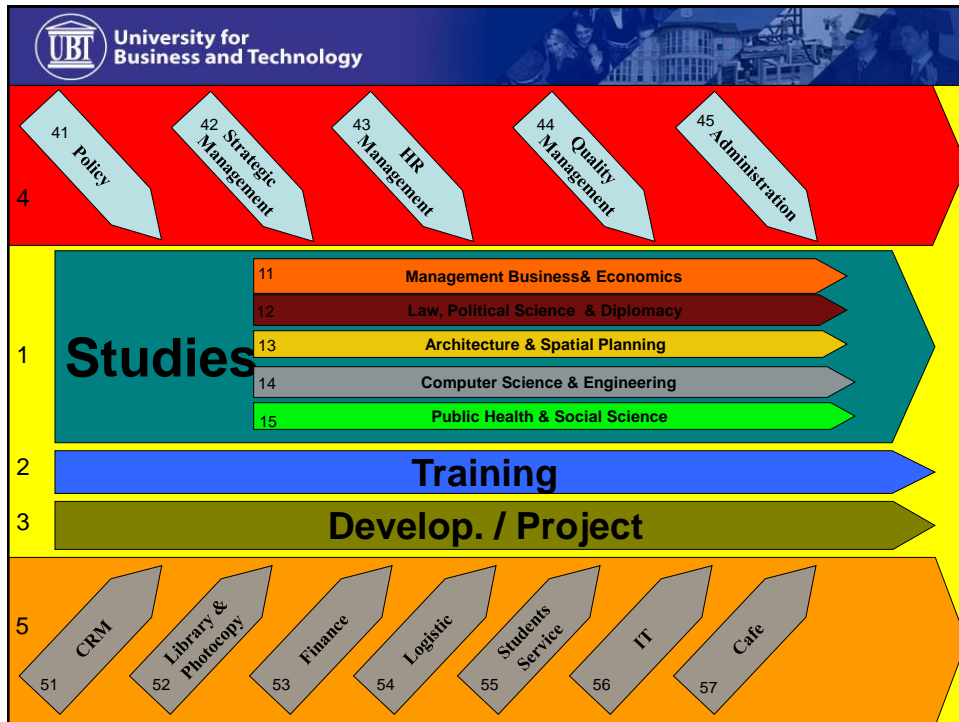 UBT
University for
Business and Technology
41
Policy
42
Strategic
Management
43
HR
Management
44
Quality
Management
45
Administration
4
1
Studies
11
Management Business& Economics
12
Law, Political Science & Diplomacy
13
Architecture & Spatial Planning
14
Computer Science & Engineering
15
Public Health & Social Science
2
Training
3
Develop. / Project
5
51
CRM
52
Library &
Photocopy
53
Finance
54
Logistic
55
Students
Service
56
IT
57
Cafe